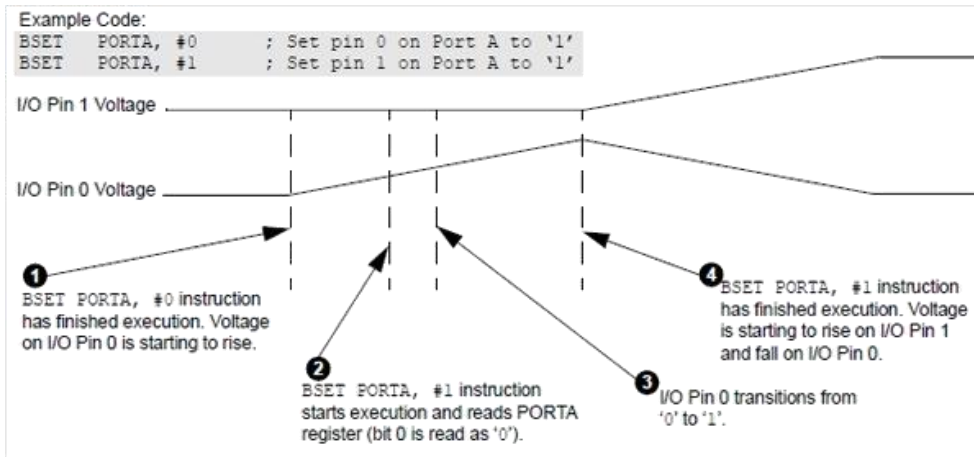 Example Code:
BSET PORTA, #0 ; Set pin 0 on Port A to ‘1’
BSET PORTA, #1 ; Set pin 1 on Port A to ‘1’
I/O Pin 1 Voltage
I/O Pin 0 Voltage
1
BSET PORTA, #0 instruction
has finished execution. Voltage
on I/O Pin 0 is starting to rise.
2
BSET PORTA, #1 instruction
starts execution and reads PORTA
register (bit 0 is read as ‘0’).
3
I/O Pin 0 transitions from
‘0’ to ‘1’.
4
BSET PORTA, #1 instruction
has finished execution. Voltage
is starting to rise on I/O Pin 1
and fall on I/O Pin 0.